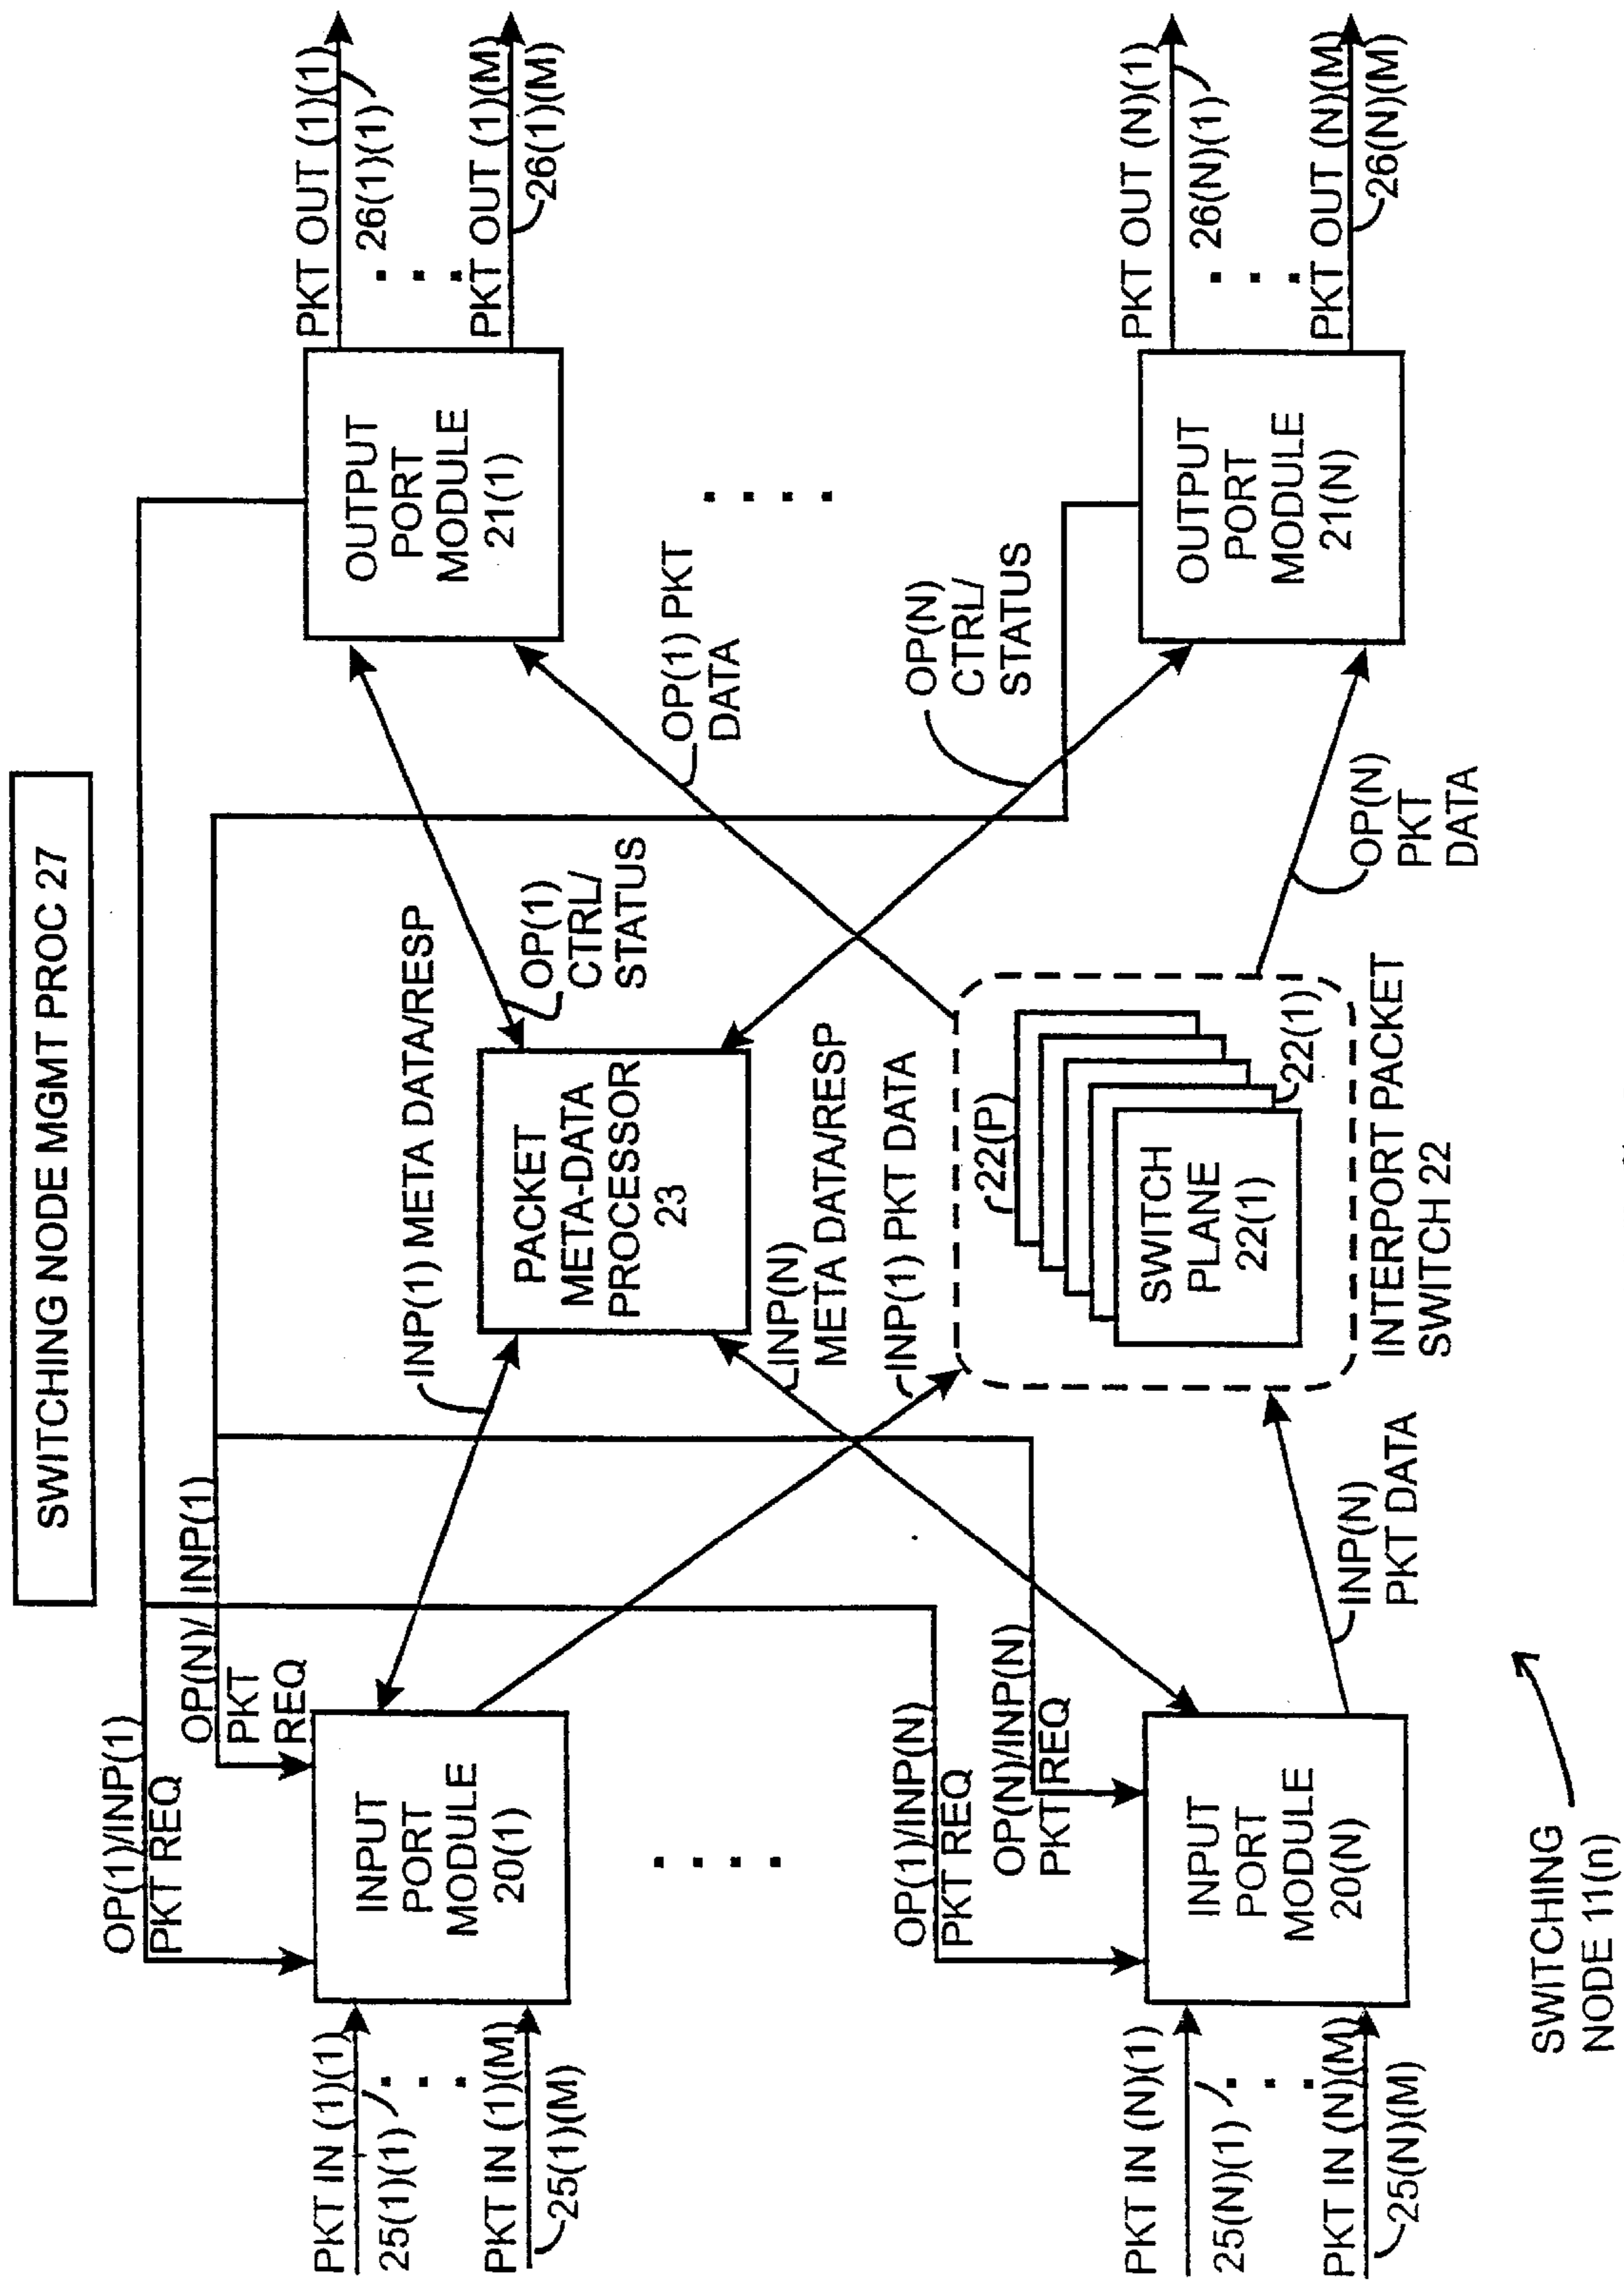 SWITCHING NODE MGMT PROC 27
OP(1)/INP(1)
PKT REQ
OP(N)/ INP(1)
PKT
REQ
PKT IN (1)(1)
25(1)(1)
PKT IN (1)(M)
25(1)(M)
INPUT
PORT
MODULE
20(1)
INP(1) META DATA/RESP
PACKET
META-DATA
PROCESSOR
23
OP(1)
CTRL/
STATUS
OUTPUT
PORT
MODULE
21(1)
PKT OUT (1)(1)
26(1)(1)
PKT OUT (1)(M)
26(1)(M)
OP(1) PKT
DATA
INP(N)
META DATA/RESP
INP(1) PKT DATA
OP(N)
CTRL/
STATUS
OP(1)/INP(N)
PKT REQ
OP(N)/INP(N)
PKT REQ
PKT IN (N)(1)
25(N)(1)
PKT IN (N)(M)
25(N)(M)
INPUT
PORT
MODULE
20(N)
INP(N)
PKT DATA
22(P)
SWITCH
PLANE
22(1)
22(1)
INTERPORT PACKET
SWITCH 22
OP(N)
PKT
DATA
OUTPUT
PORT
MODULE
21(N)
PKT OUT (N)(1)
26(N)(1)
PKT OUT (N)(M)
26(N)(M)
SWITCHING
NODE 11(n)